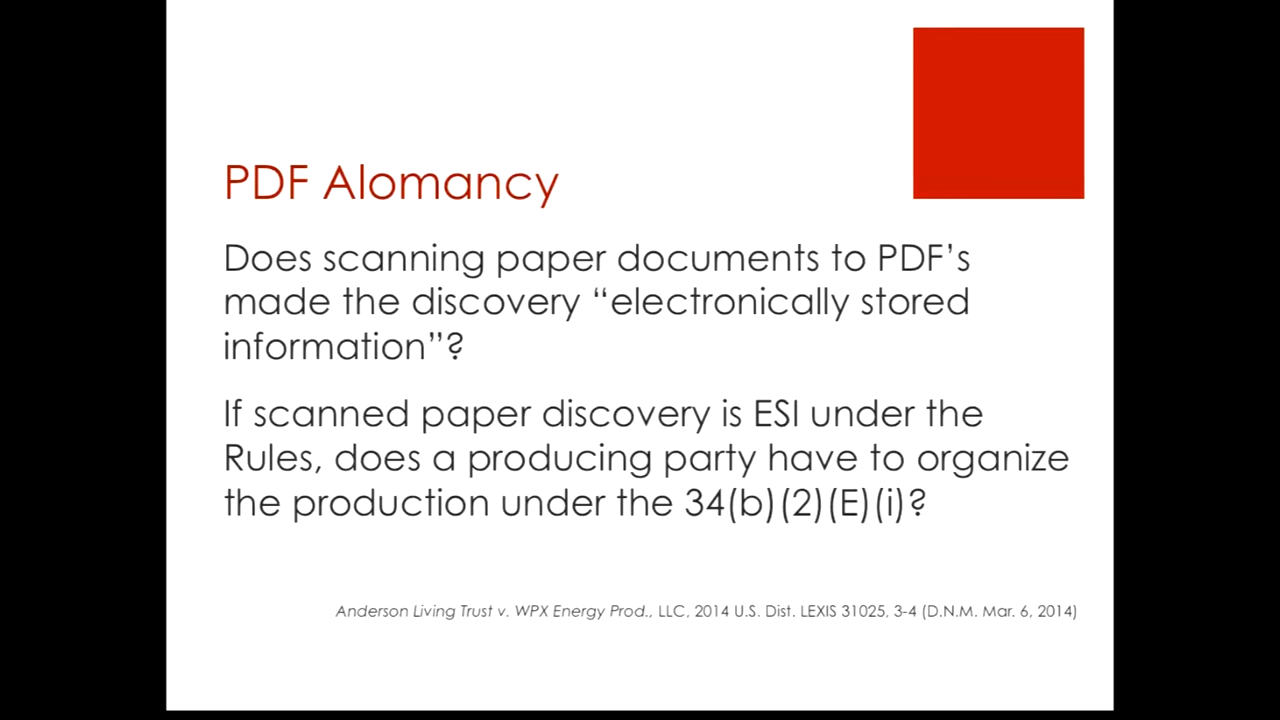 PDF Alomancy
Does scanning paper documents to PDF’s
made the discovery “electronically stored
information”?
If scanned paper discovery is ESI under the
Rules, does a producing party have to organize
the production under the 34(b)(2)(E)(i)?
Anderson Living Trust v. WPX Energy Prod., LLC, 2014 U.S. Dist. LEXIS 31025, 3-4 (D.N.M. Mar. 6, 2014)